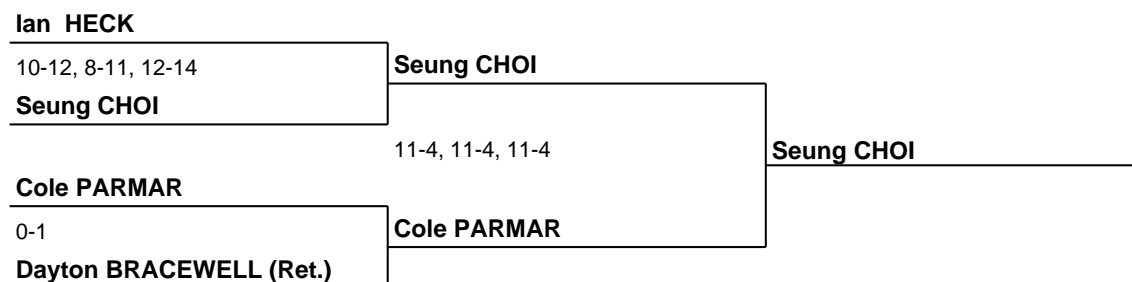 Ian HECK
10-12, 8-11, 12-14
Seung CHOI
Seung CHOI
11-4, 11-4, 11-4
Seung CHOI
Cole PARMAR
0-1
Cole PARMAR
Dayton BRACEWELL (Ret.)